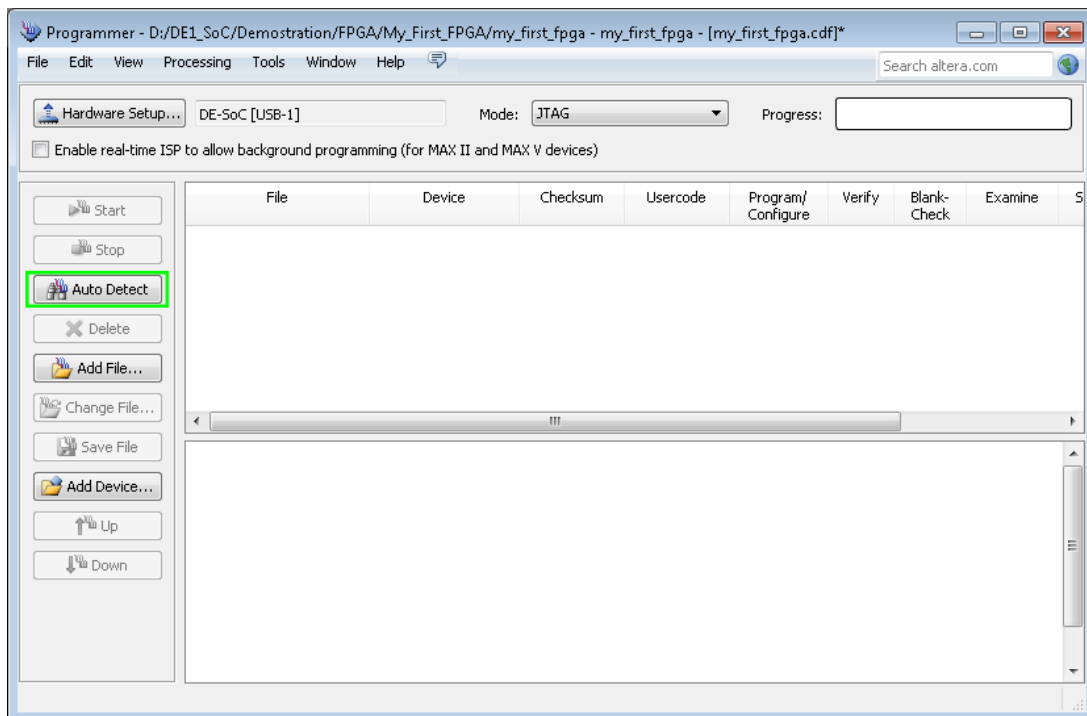 Programmer - D:/DE1_SoC/Demostration/FPGA/My_First_FPGA/my_first_fpga - my_first_fpga - [my_first_fpga.cdf]*
File Edit View Processing Tools Window Help Search altera.com
Hardware Setup... DE-SoC [USB-1] Mode: JTAG Progress:
Enable real-time ISP to allow background programming (for MAX II and MAX V devices)
File Device Checksum Usercode Program/ Verify Blank- Examine S
Configure Check
Start
Stop
Auto Detect
Delete
Add File...
Change File...
Save File
Add Device...
Up
Down